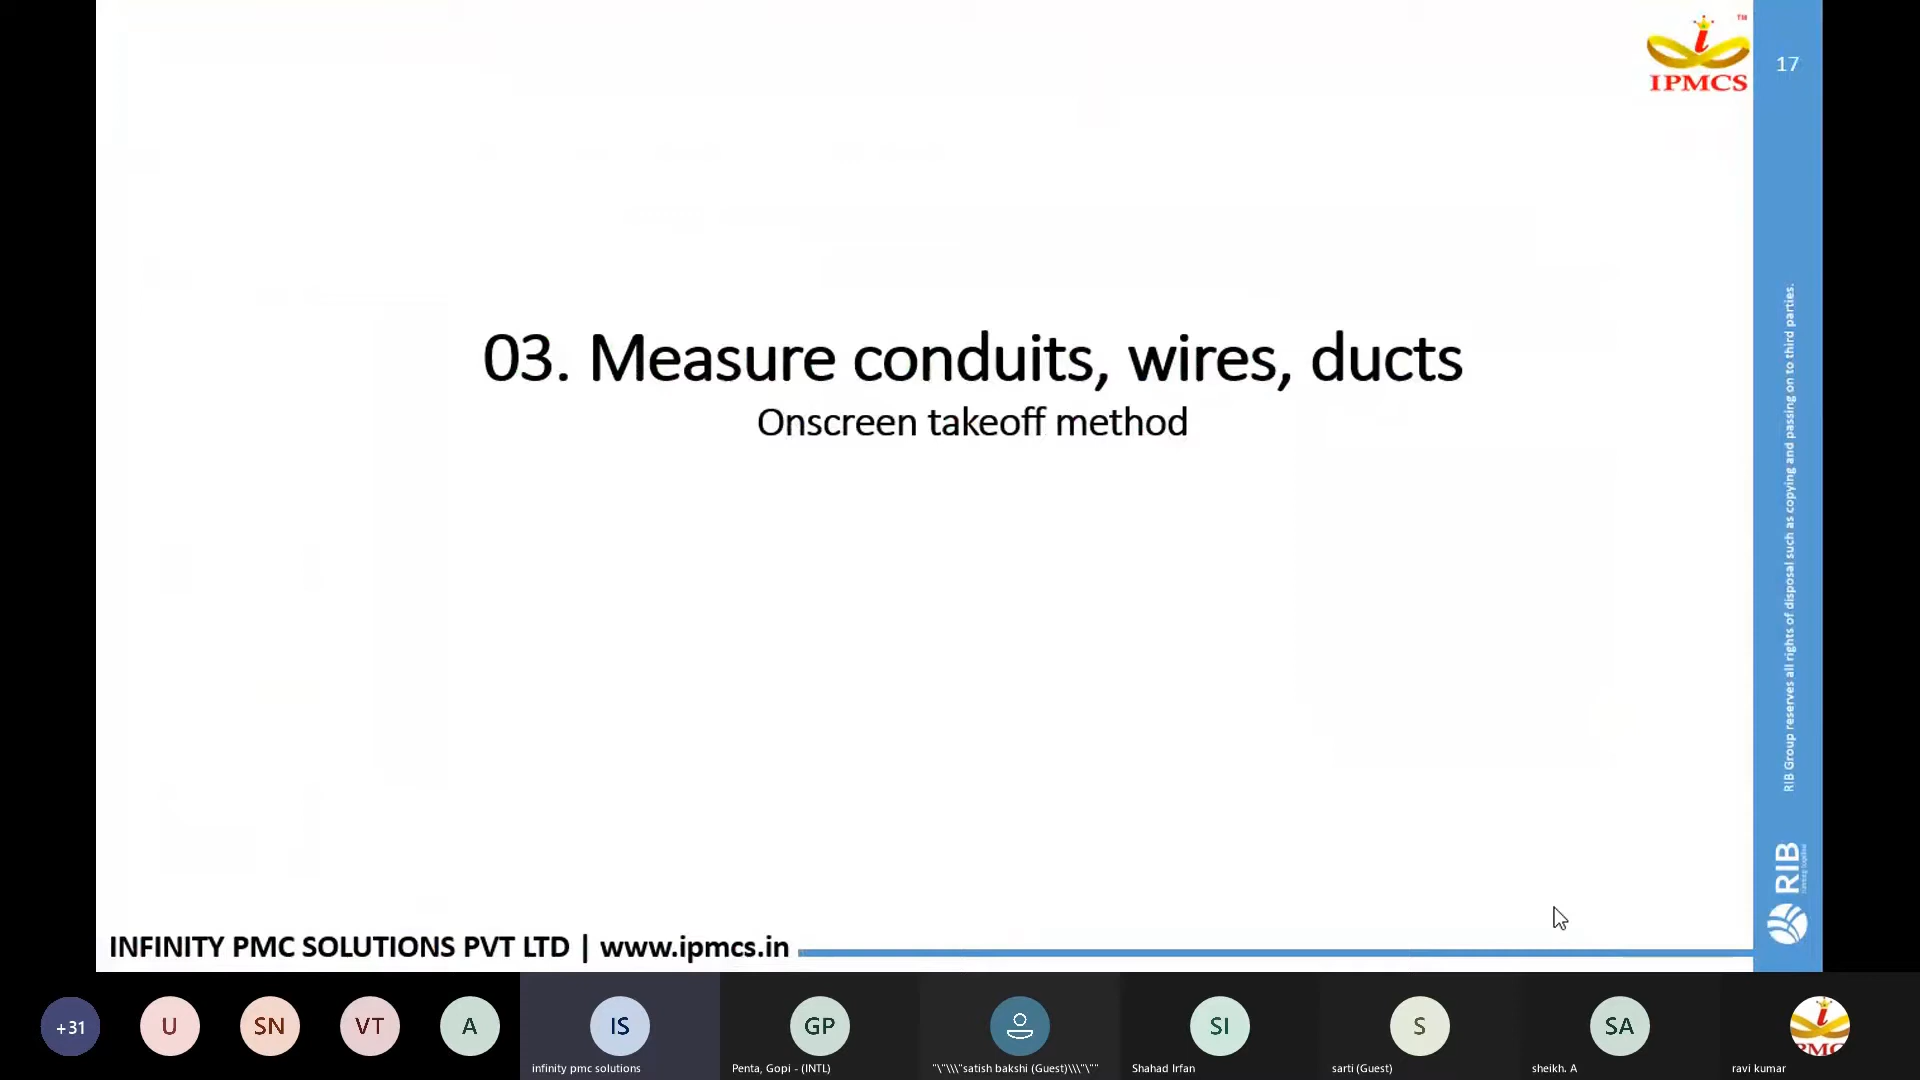 i
TM
IPMCS
17
03. Measure conduits, wires, ducts
Onscreen takeoff method
RIB Group reserves all rights of disposal such as copying and passing on to third parties.
RIB
INFINITY PMC SOLUTIONS PVT LTD | www.ipmcs.in
+31
U
SN
VT
A
IS
GP
SI
S
SA
i
PMC
infinity pmc solutions
Penta, Gopi - (INTL)
"\"\\\"satish bakshi (Guest)\\\"\""
Shahad Irfan
sarti (Guest)
sheikh. A
ravi kumar